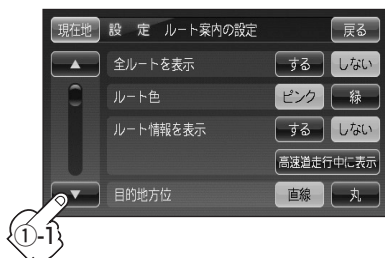 現在地 設 定 ルート案内の設定 戻る
▲ 全ルートを表示 する しない
ルート色 ピンク 緑
ルート情報を表示 する しない
高速道走行中に表示
▼ 目的地方位 直線 丸
①-1